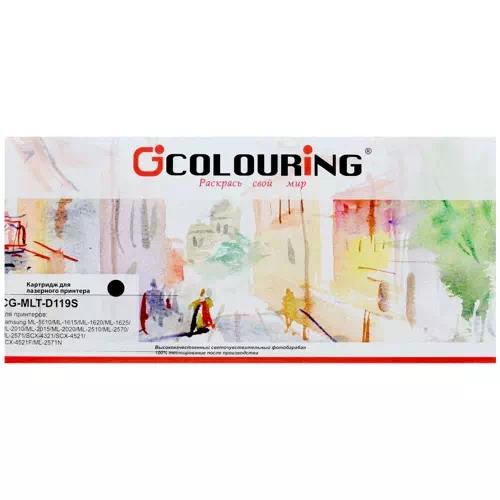 GCOLOURiNG®
Раскрась свой мир
Картридж для
лазерного принтера
CG-MLT-D119S
для принтеров:
Samsung ML-1610/ML-1615/ML-1620/ML-1625/
ML-2010/ML-2015/ML-2020/ML-2510/ML-2570/
ML-2571/SCX-4321/SCX-4521/
SCX-4521F/ML-2571N
Высококачественный светочувствительный фотобарабан
100% тестирование после производства